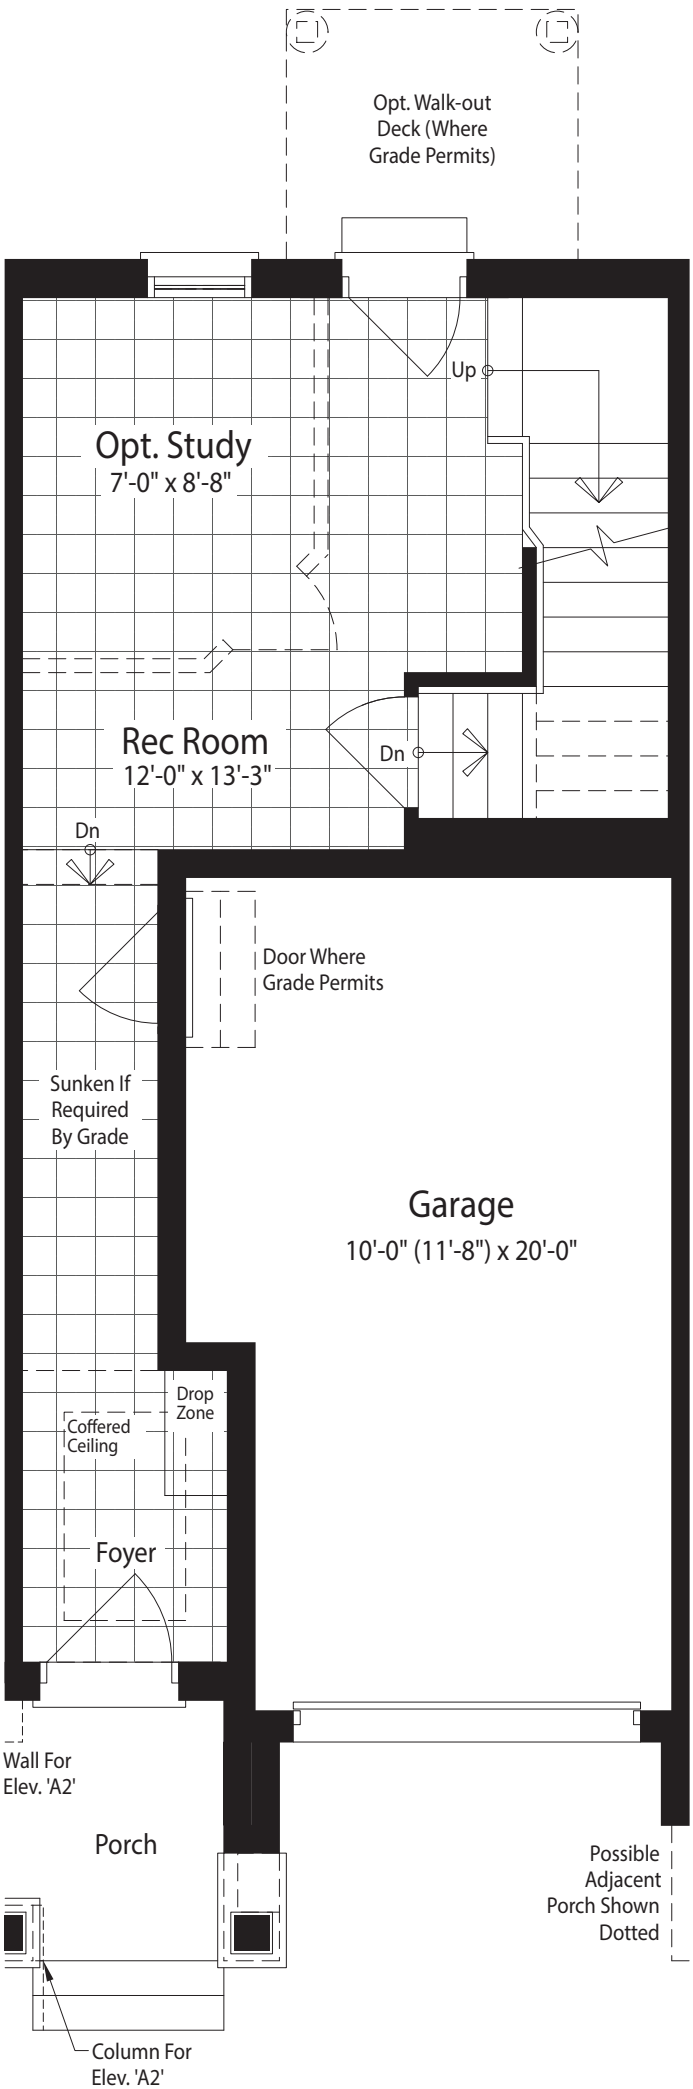 Opt. Walk-out
Deck (Where
Grade Permits)
Up
Opt. Study
7'-0" x 8'-8"
Rec Room
12'-0" x 13'-3"
Dn
Dn
Door Where
Grade Permits
Sunken If
Required
By Grade
Garage
10'-0" (11'-8") x 20'-0"
Drop
Zone
Coffered
Ceiling
Foyer
Wall For
Elev. 'A2'
Porch
Possible
Adjacent
Porch Shown
Dotted
Column For
Elev. 'A2'